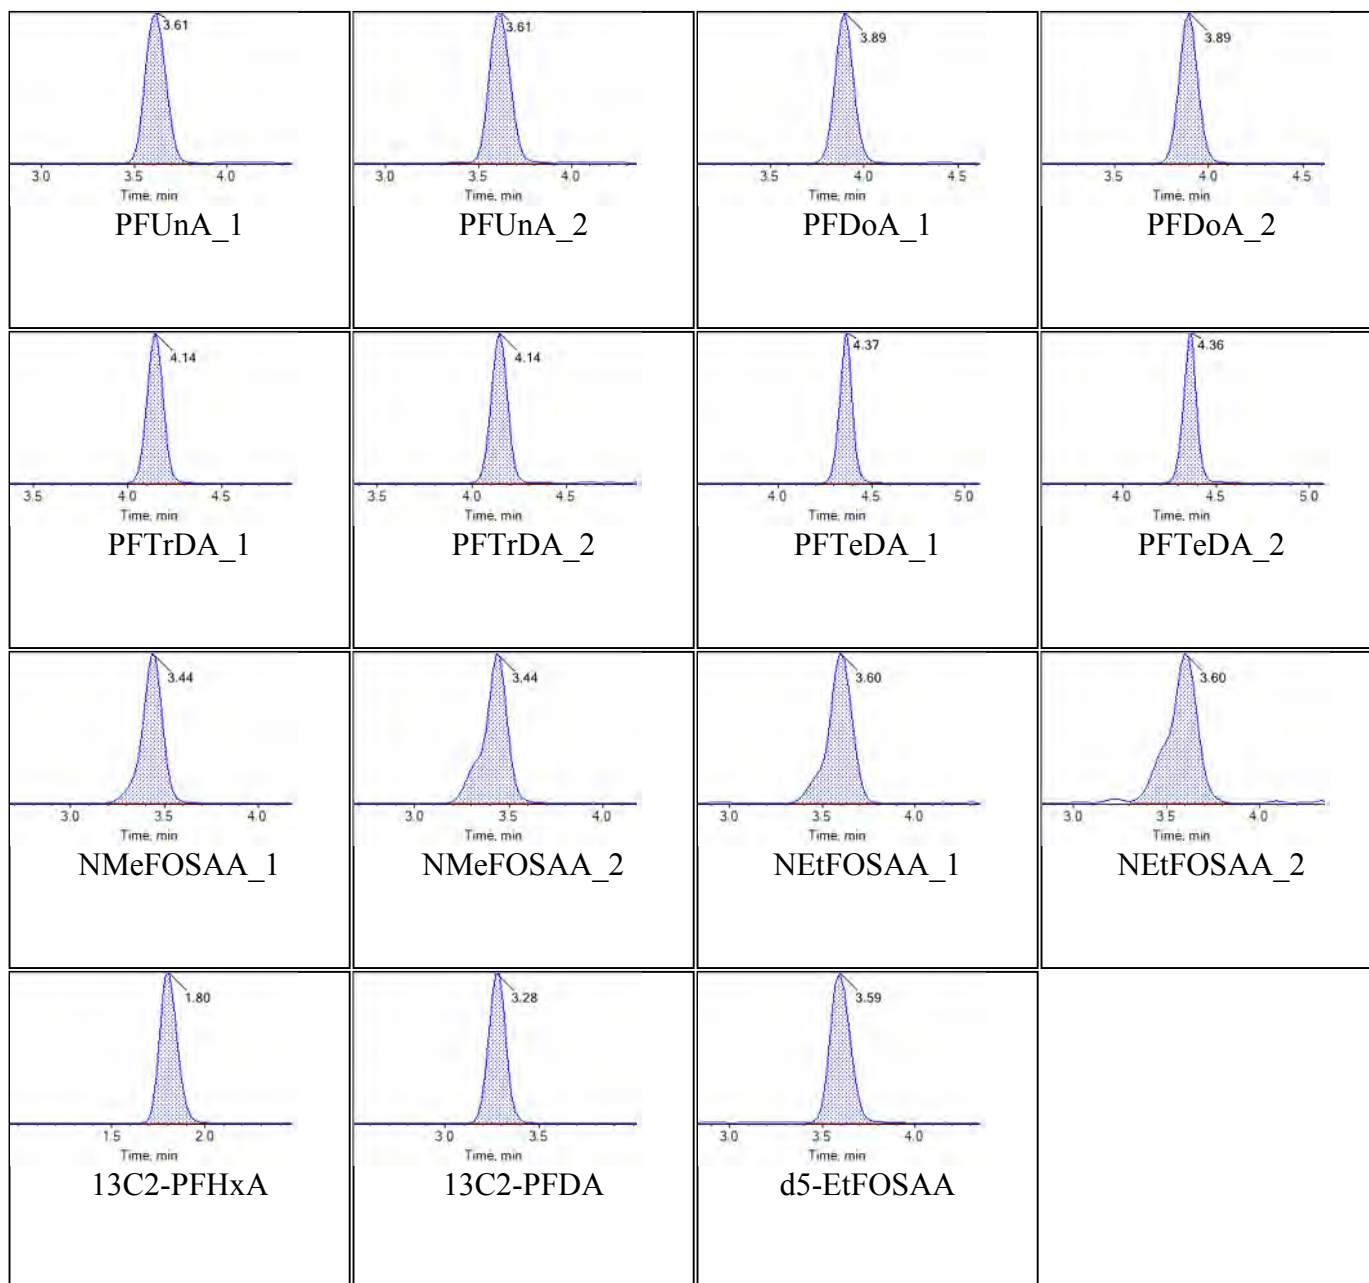 3.61
3.0 3.5 4.0
Time, min
PFUnA_1
3.61
3.0 3.5 4.0
Time, min
PFUnA_2
3.89
3.5 4.0 4.5
Time, min
PFDoA_1
3.89
3.5 4.0 4.5
Time, min
PFDoA_2
4.14
3.5 4.0 4.5
Time, min
PFTrDA_1
4.14
3.5 4.0 4.5
Time, min
PFTrDA_2
4.37
4.0 4.5 5.0
Time, min
PFTeDA_1
4.36
4.0 4.5 5.0
Time, min
PFTeDA_2
3.44
3.0 3.5 4.0
Time, min
NMeFOSAA_1
3.44
3.0 3.5 4.0
Time, min
NMeFOSAA_2
3.60
3.0 3.5 4.0
Time, min
NEtFOSAA_1
3.60
3.0 3.5 4.0
Time, min
NEtFOSAA_2
1.80
1.5 2.0
Time, min
13C2-PFHxA
3.28
3.0 3.5
Time, min
13C2-PFDA
3.59
3.0 3.5 4.0
Time, min
d5-EtFOSAA